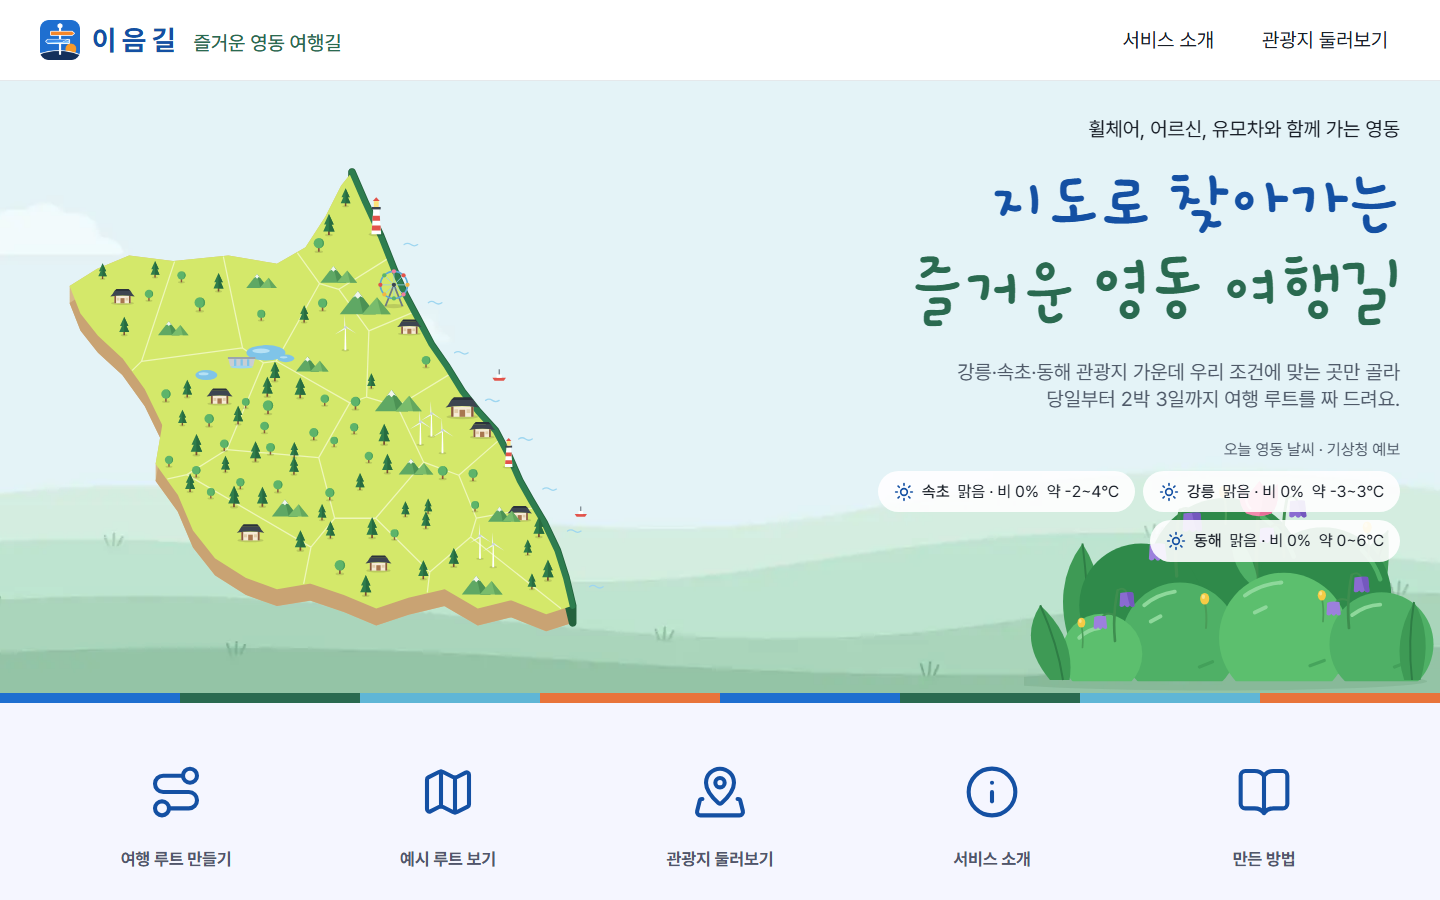 이음길 즐거운 영동 여행길
서비스 소개 관광지 둘러보기
휠체어, 어르신, 유모차와 함께 가는 영동
지도로 찾아가는
즐거운 영동 여행길
강릉·속초·동해 관광지 가운데 우리 조건에 맞는 곳만 골라
당일부터 2박 3일까지 여행 루트를 짜 드려요.
오늘 영동 날씨 · 기상청 예보
속초 맑음 · 비 0% 약 -2~4℃
강릉 맑음 · 비 0% 약 -3~3℃
동해 맑음 · 비 0% 약 0~6℃
여행 루트 만들기
예시 루트 보기
관광지 둘러보기
서비스 소개
만든 방법